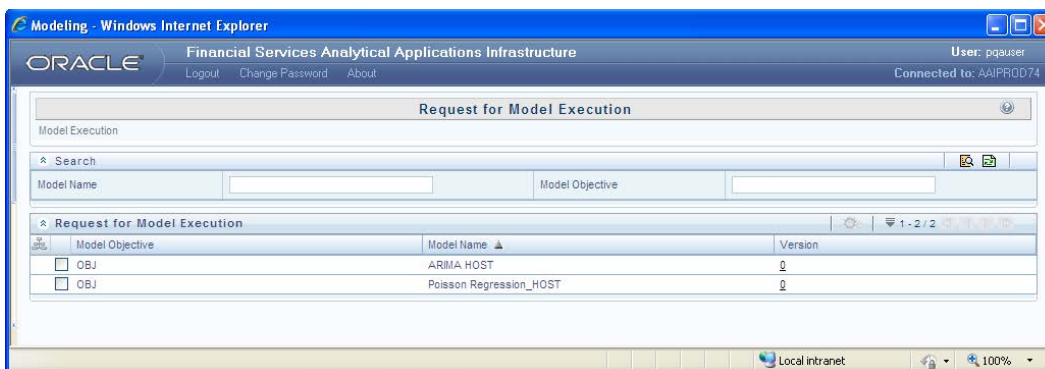 Modeling - Windows Internet Explorer
ORACLE
Financial Services Analytical Applications Infrastructure
User: pqauser
Logout Change Password About
Connected to: AAIPROD74
Request for Model Execution
Model Execution
Search
Model Name
Model Objective
Request for Model Execution
1 - 2 / 2
Model Objective Model Name Version
OBJ ARIMA HOST 0
OBJ Poisson Regression_HOST 0
Local intranet
100%